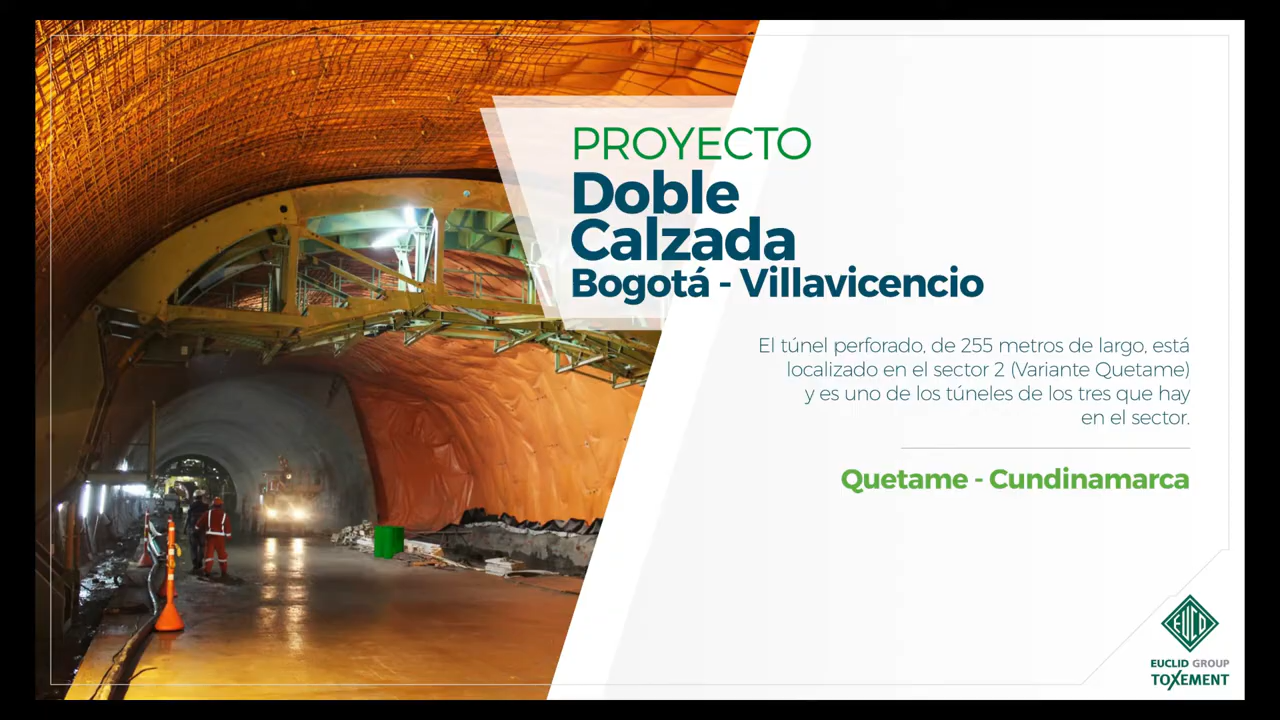 PROYECTO
Doble
Calzada
Bogotá - Villavicencio
El túnel perforado, de 255 metros de largo, está
localizado en el sector 2 (Variante Quetame)
y es uno de los túneles de los tres que hay
en el sector.
Quetame - Cundinamarca
EUCO
EUCLID GROUP
TOXEMENT